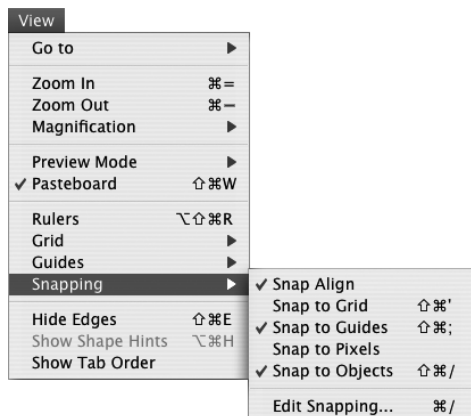 View
Go to ▶
Zoom In ⌘=
Zoom Out ⌘−
Magnification ▶
Preview Mode ▶
✓ Pasteboard ⇧⌘W
Rulers ⌥⇧⌘R
Grid ▶
Guides ▶
Snapping ▶
Hide Edges ⇧⌘E
Show Shape Hints ⌥⌘H
Show Tab Order
✓ Snap Align
Snap to Grid ⇧⌘'
✓ Snap to Guides ⇧⌘;
Snap to Pixels
✓ Snap to Objects ⇧⌘/
Edit Snapping... ⌘/